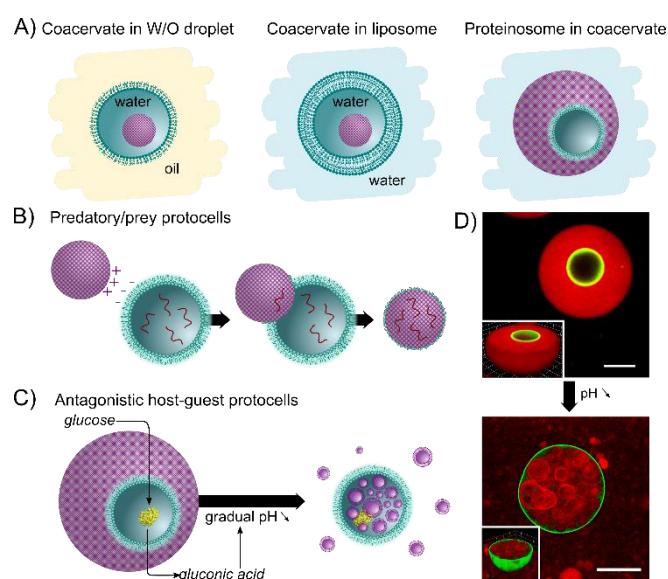 A) Coacervate in W/O droplet Coacervate in liposome Proteinosome in coacervate
water water
oil
water
B) Predatory/prey protocells
+
+
+
+
-
-
-
-
D)
pH ↘
C) Antagonistic host-guest protocells
glucose
gradual pH ↘
gluconic acid